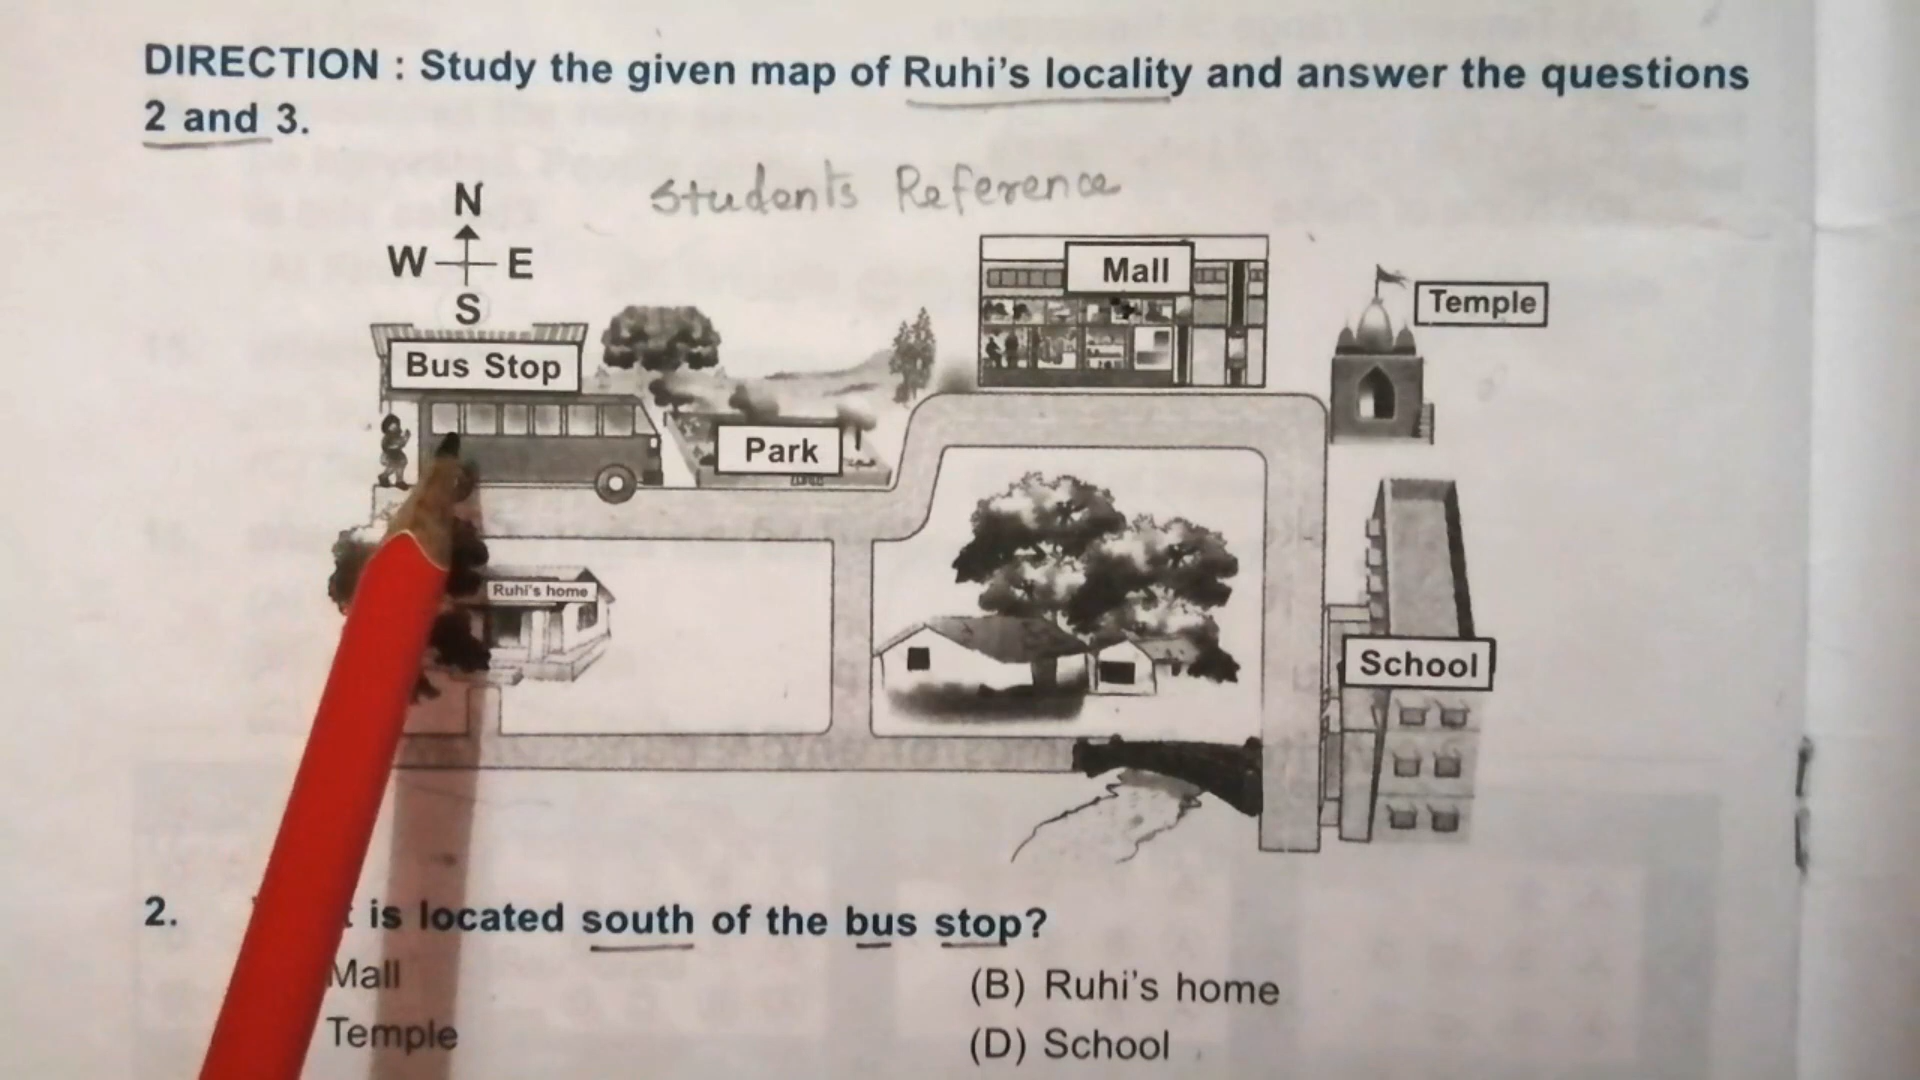 DIRECTION : Study the given map of Ruhi's locality and answer the questions
2 and 3.
Students Reference
N
W E
S
Mall
Temple
Bus Stop
Park
Ruhi's home
School
2. is located south of the bus stop?
Mall
(B) Ruhi's home
Temple
(D) School